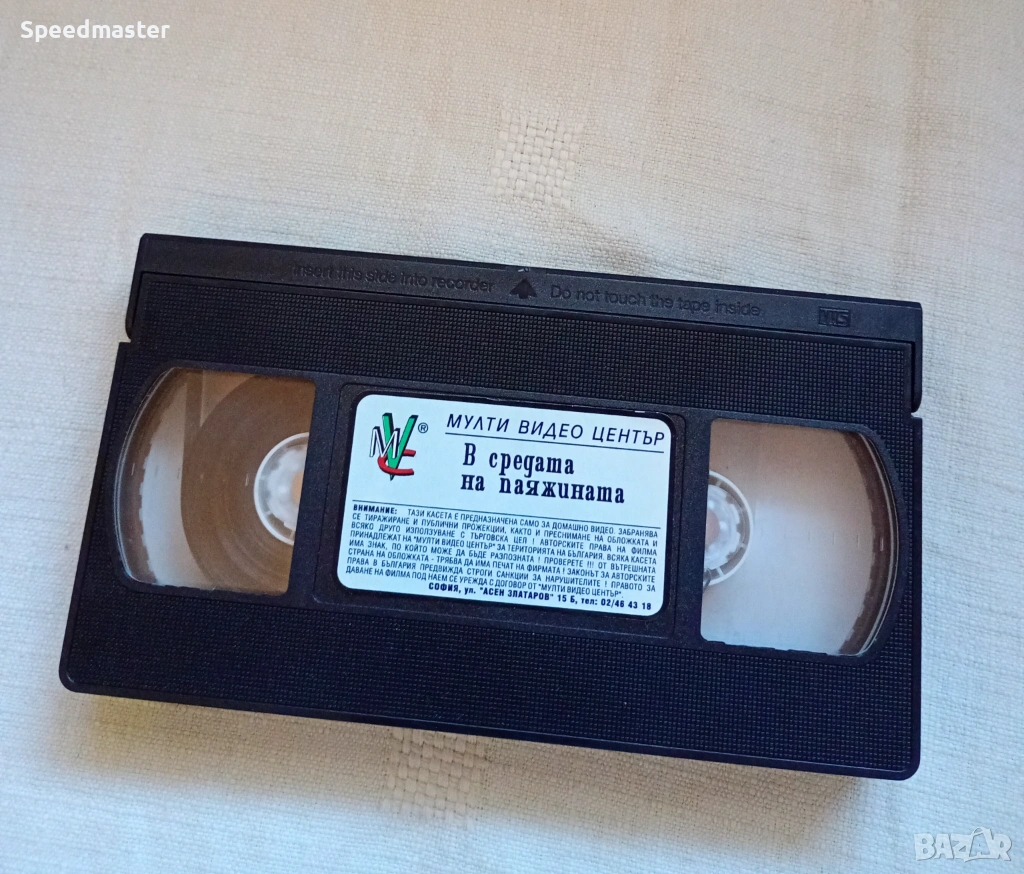 Speedmaster
Insert this side into recorder Do not touch the tape inside
VHS
MVC ®
МУЛТИ ВИДЕО ЦЕНТЪР
В средата
на паяжината
ВНИМАНИЕ: ТАЗИ КАСЕТА Е ПРЕДНАЗНАЧЕНА САМО ЗА ДОМАШНО ВИДЕО. ЗАБРАНЯВА
СЕ ТИРАЖИРАНЕ И ПУБЛИЧНИ ПРОЖЕКЦИИ, КАКТО И ПРЕСНИМАНЕ НА ОБЛОЖКАТА И
ВСЯКО ДРУГО ИЗПОЛЗУВАНЕ С ТЪРГОВСКА ЦЕЛ ! АВТОРСКИТЕ ПРАВА НА ФИЛМА
ПРИНАДЛЕЖАТ НА "МУЛТИ ВИДЕО ЦЕНТЪР" ЗА ТЕРИТОРИЯТА НА БЪЛГАРИЯ. ВСЯКА КАСЕТА
ИМА ЗНАК, ПО КОЙТО МОЖЕ ДА БЪДЕ РАЗПОЗНАТА ! ПРОВЕРЕТЕ !!! ОТ ВЪТРЕШНАТА
СТРАНА НА ОБЛОЖКАТА - ТРЯБВА ДА ИМА ПЕЧАТ НА ФИРМАТА ! ЗАКОНЪТ ЗА АВТОРСКИТЕ
ПРАВА В БЪЛГАРИЯ ПРЕДВИЖДА СТРОГИ САНКЦИИ ЗА НАРУШИТЕЛИТЕ ! ПРАВОТО ЗА
ДАВАНЕ НА ФИЛМА ПОД НАЕМ СЕ УРЕЖДА С ДОГОВОР ОТ "МУЛТИ ВИДЕО ЦЕНТЪР".
СОФИЯ, ул. "АСЕН ЗЛАТАРОВ" 15 Б, тел: 02/46 43 18
BAZAR